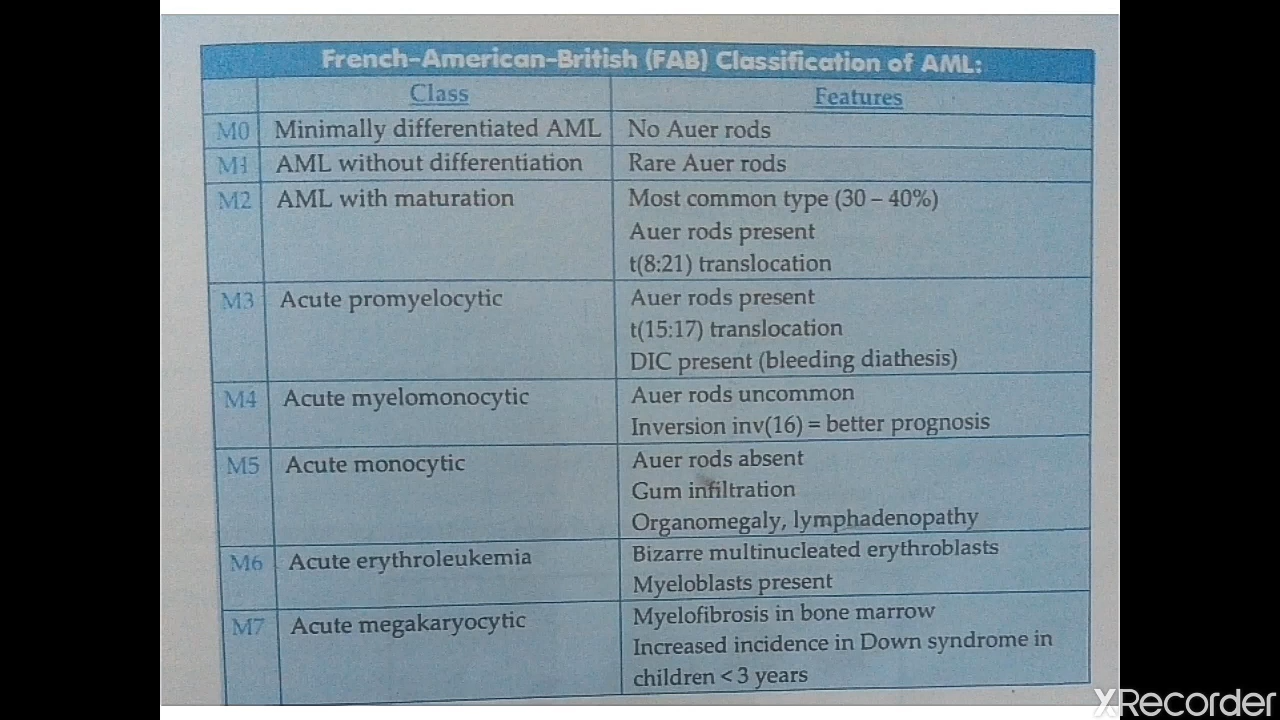 French-American-British (FAB) Classification of AML:
Class Features
M0 Minimally differentiated AML No Auer rods
M1 AML without differentiation Rare Auer rods
M2 AML with maturation Most common type (30 – 40%)
Auer rods present
t(8:21) translocation
M3 Acute promyelocytic Auer rods present
t(15:17) translocation
DIC present (bleeding diathesis)
M4 Acute myelomonocytic Auer rods uncommon
Inversion inv(16) = better prognosis
M5 Acute monocytic Auer rods absent
Gum infiltration
Organomegaly, lymphadenopathy
M6 Acute erythroleukemia Bizarre multinucleated erythroblasts
Myeloblasts present
M7 Acute megakaryocytic Myelofibrosis in bone marrow
Increased incidence in Down syndrome in
children < 3 years
XRecorder